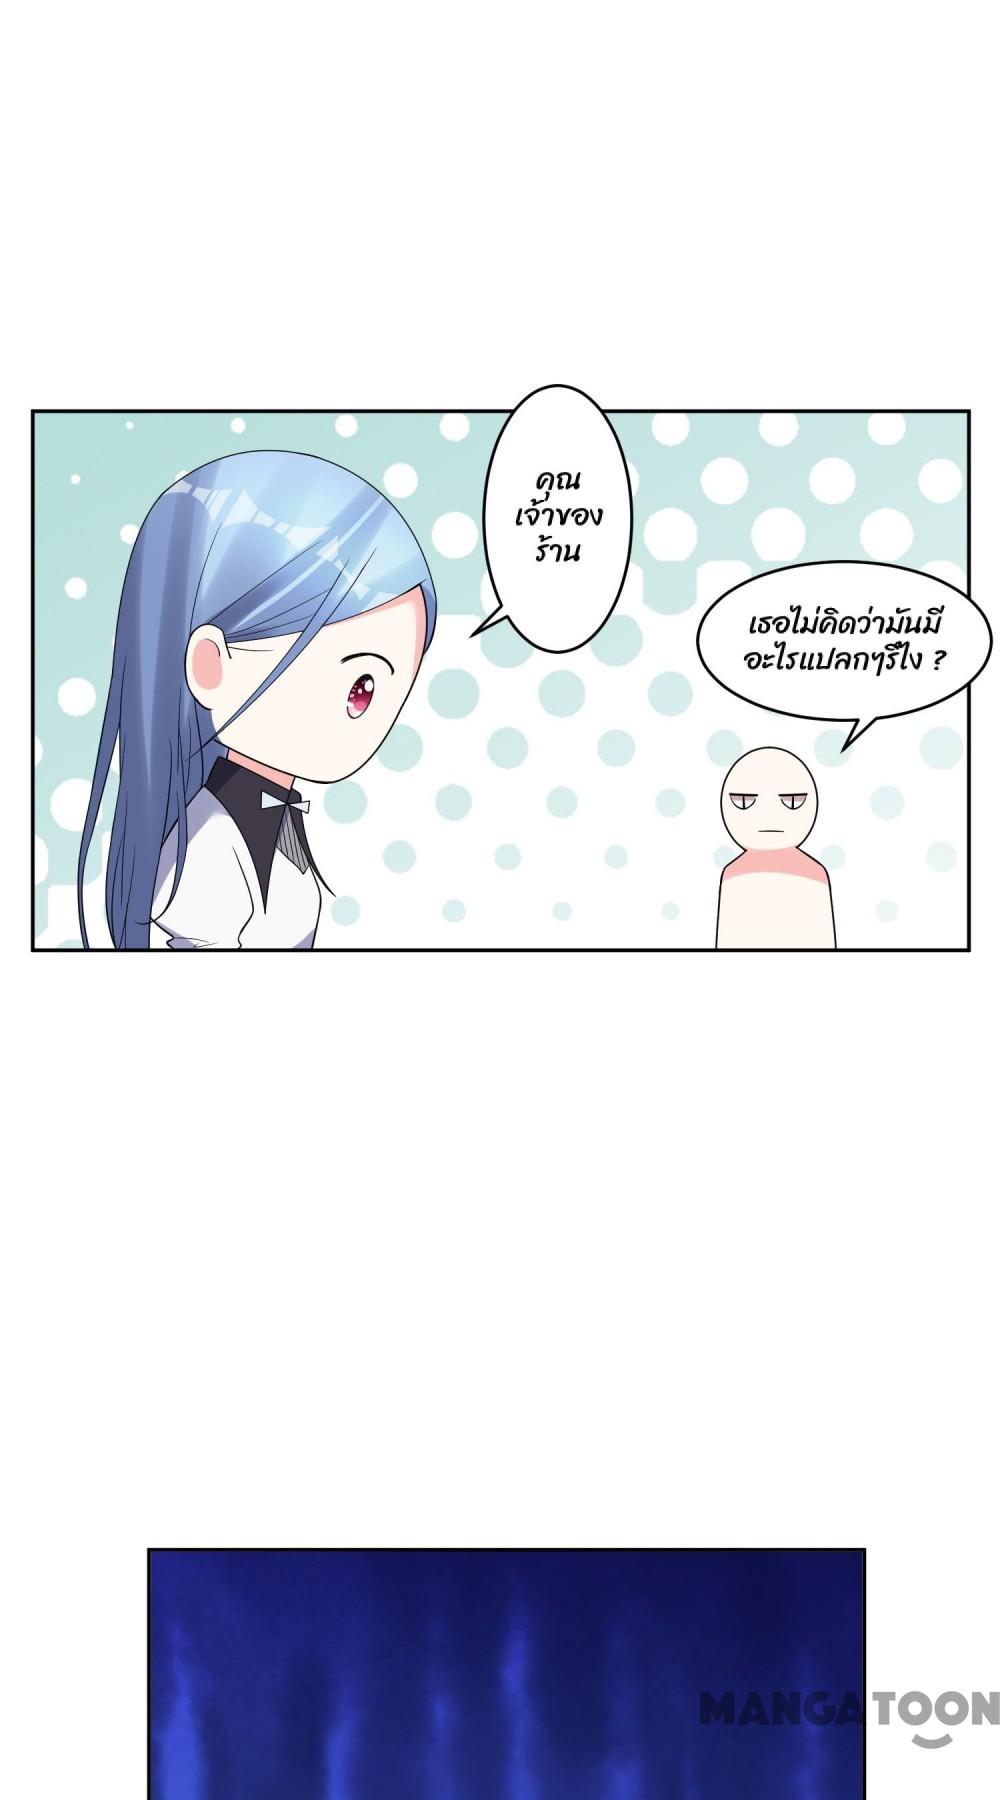 คุณ
เจ้าของ
ร้าน
เธอไม่คิดว่ามันมี
อะไรแปลกๆรึไง ?
MANGATOON